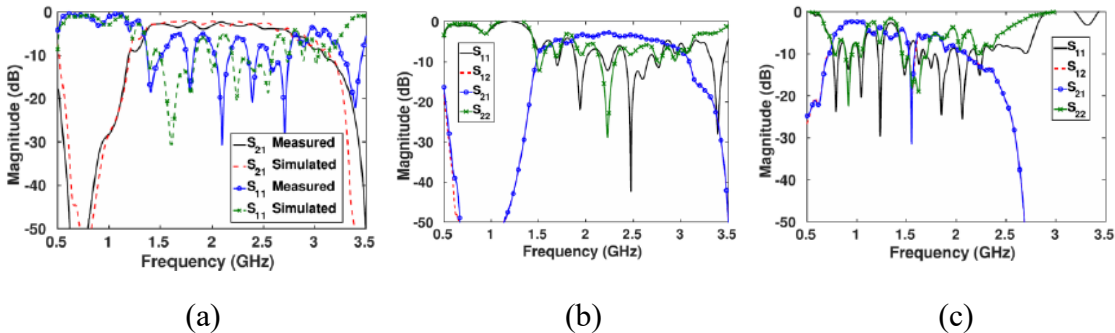 0
-10
-20
-30
-40
-50
Magnitude (dB)
S21 Measured
S21 Simulated
S11 Measured
S11 Simulated
0.5 1 1.5 2 2.5 3 3.5
Frequency (GHz)
(a)
0
-10
-20
-30
-40
-50
Magnitude (dB)
S11
S12
S21
S22
0.5 1 1.5 2 2.5 3 3.5
Frequency (GHz)
(b)
0
-10
-20
-30
-40
-50
Magnitude (dB)
S11
S12
S21
S22
0.5 1 1.5 2 2.5 3 3.5
Frequency (GHz)
(c)